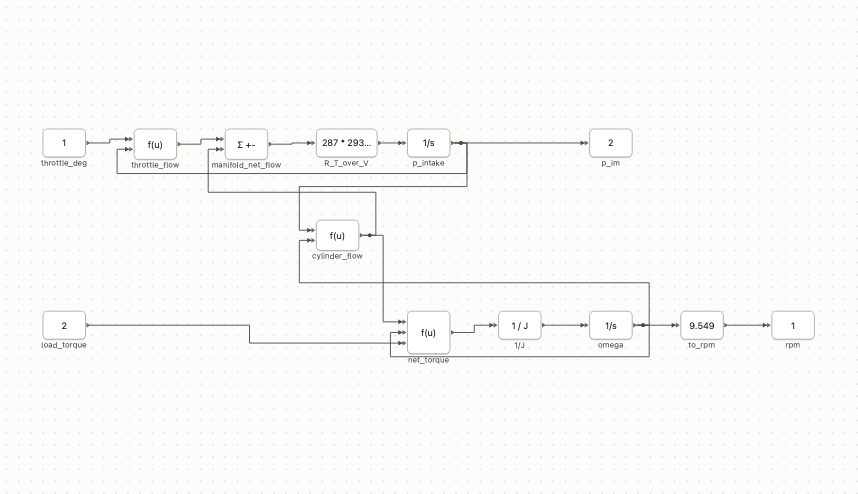 1
throttle_deg
f(u)
throttle_flow
Σ +-
manifold_net_flow
287 * 293...
R_T_over_V
1/s
p_intake
2
p_im
f(u)
cylinder_flow
2
load_torque
f(u)
net_torque
1 / J
1/J
1/s
omega
9.549
to_rpm
1
rpm